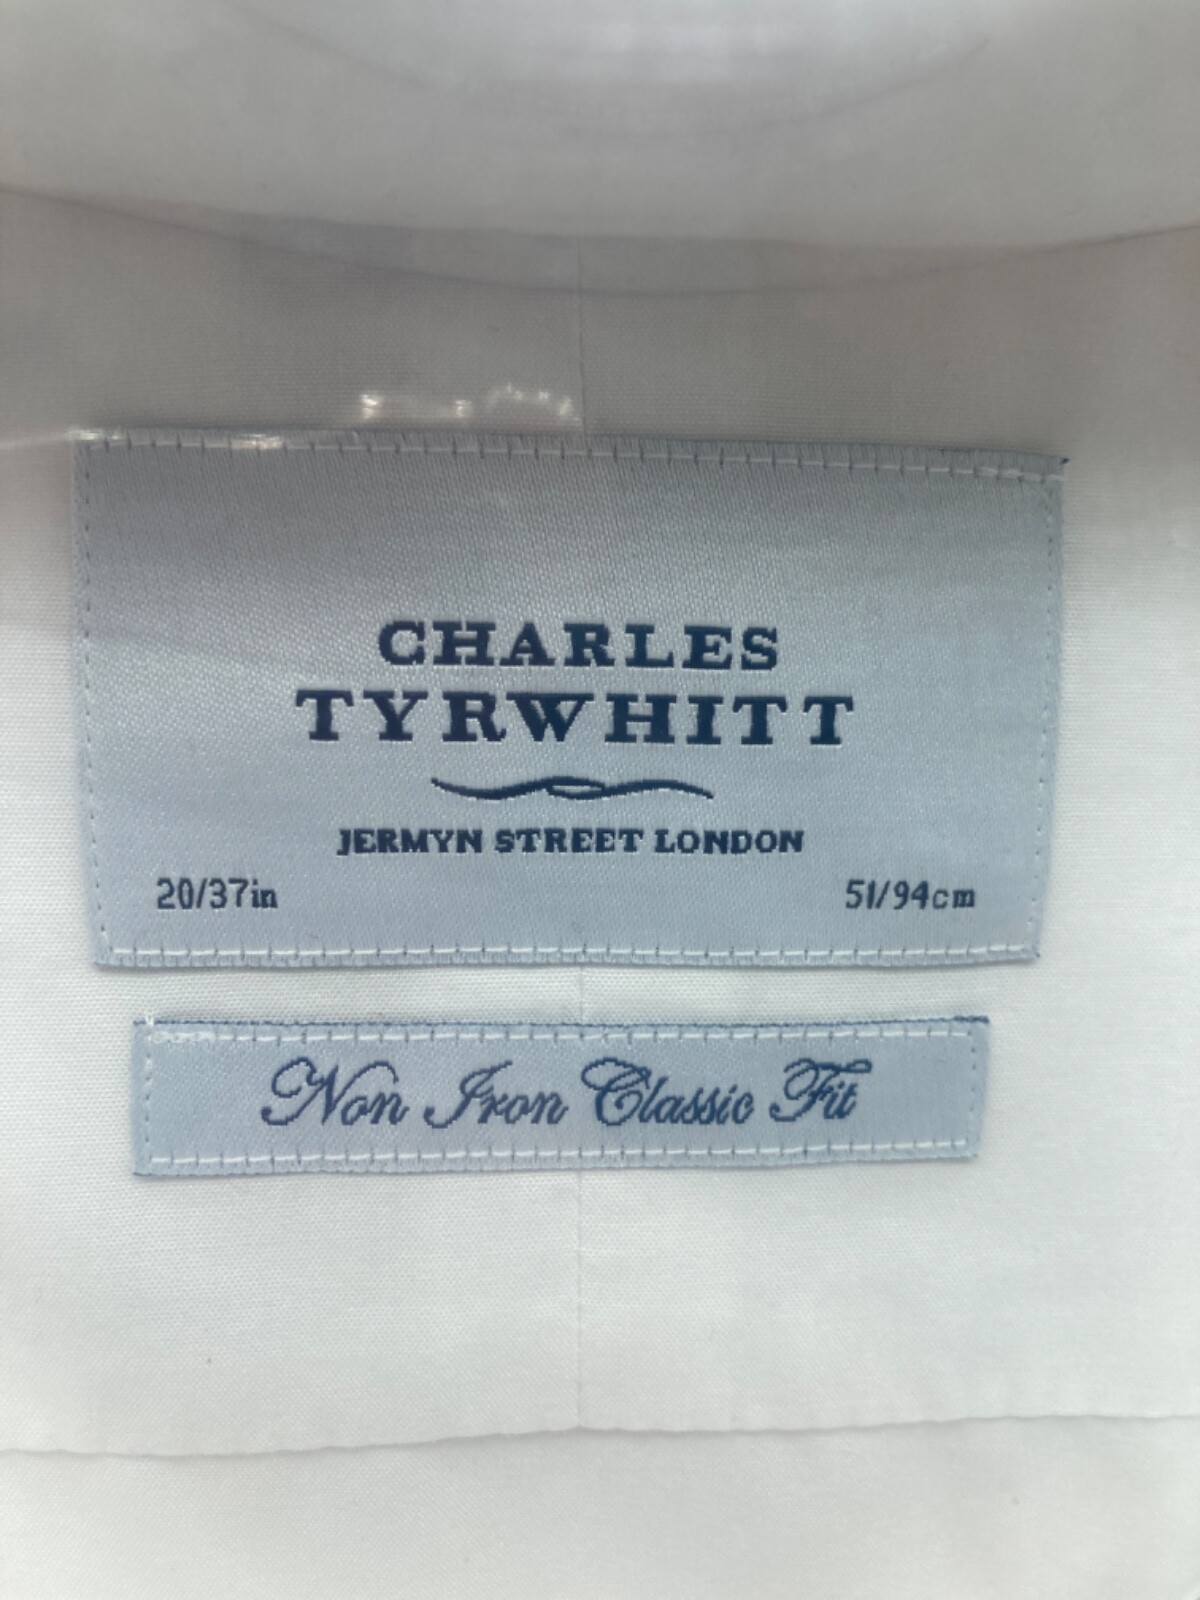 CHARLES
TYRWHITT
JERMYN STREET LONDON
20/37in 51/94cm
Non Iron Classic Fit